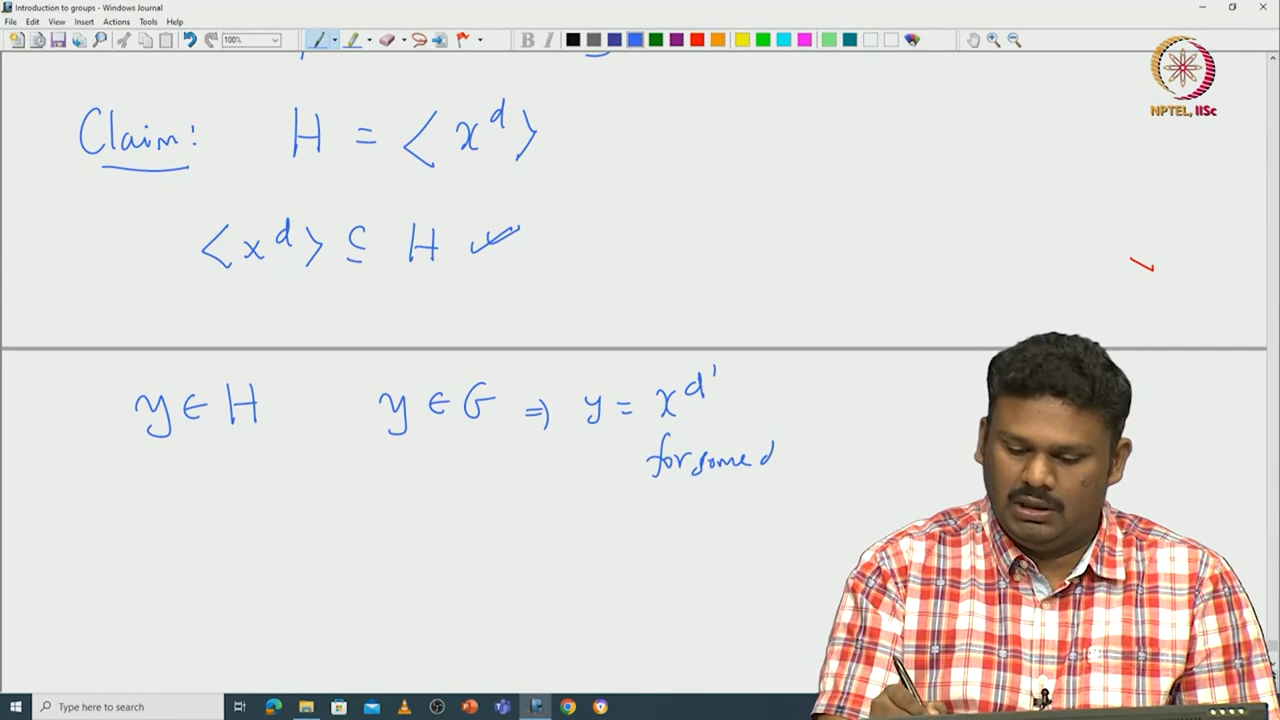 Introduction to groups - Windows Journal
File Edit View Insert Actions Tools Help
100%
B I
NPTEL, IISc
Claim: H = < x^d >
< x^d > ⊆ H ✓
y ∈ H y ∈ G ⇒ y = x^d'
for some d
Type here to search